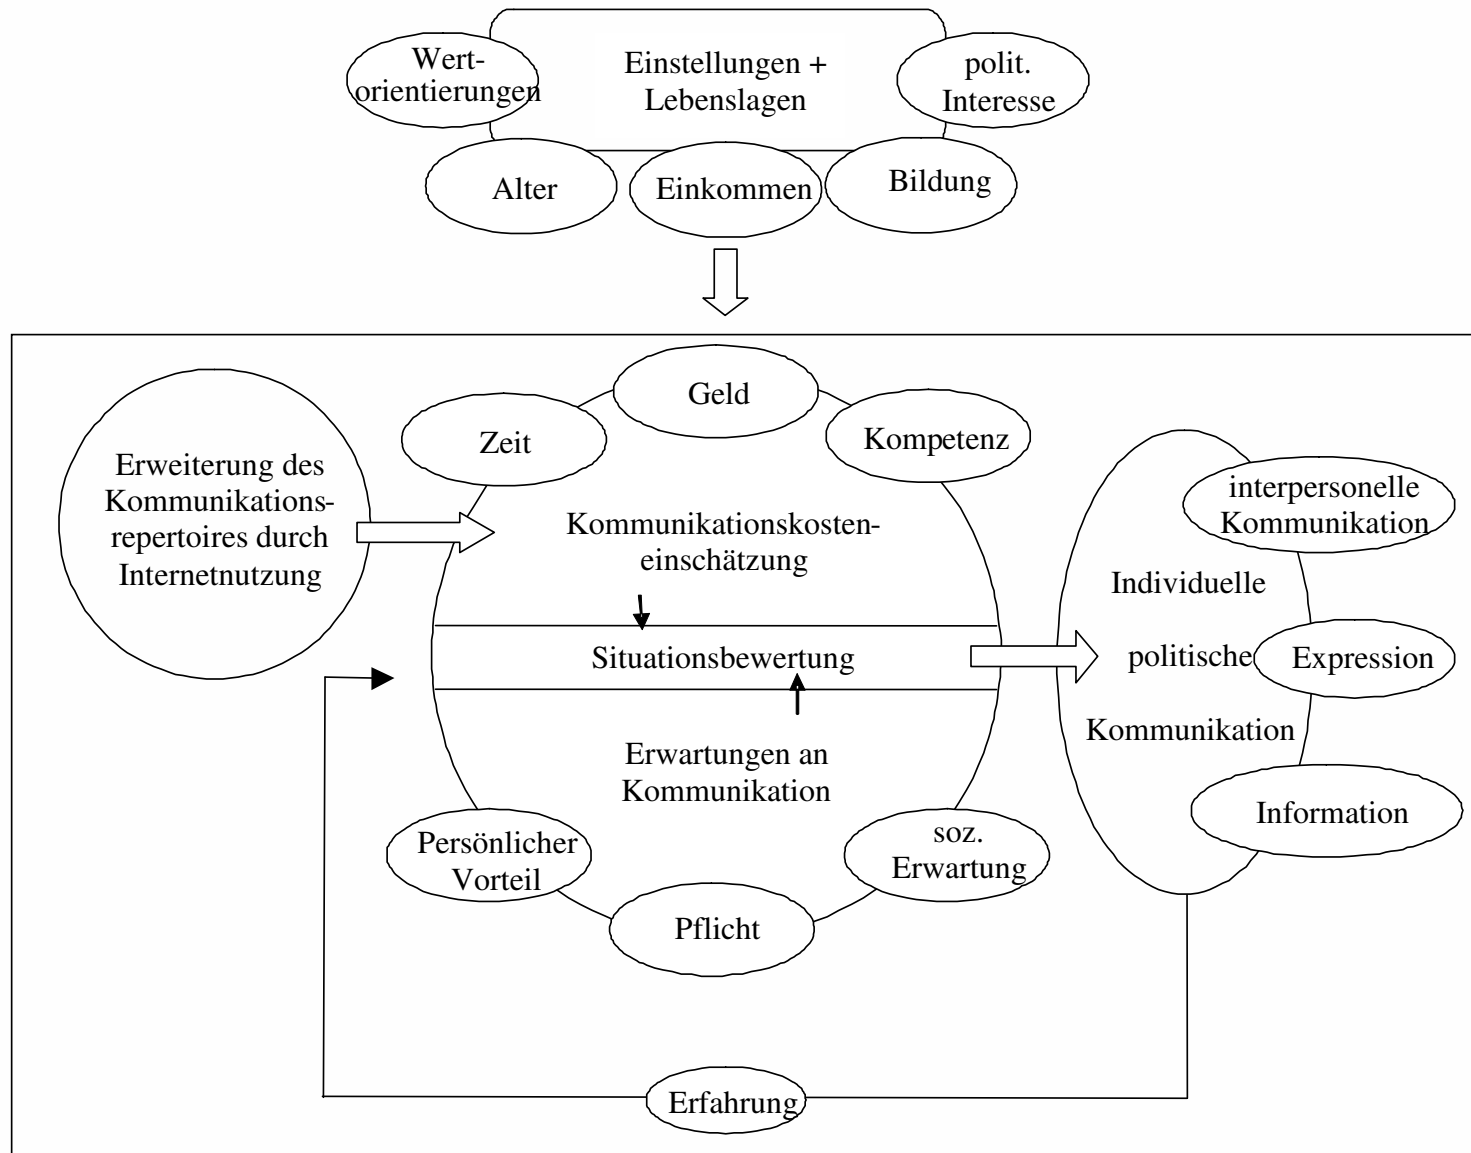 Wert-
orientierungen
Einstellungen +
Lebenslagen
polit.
Interesse
Alter
Einkommen
Bildung
Geld
Zeit
Kompetenz
Erweiterung des
Kommunikations-
repertoires durch
Internetnutzung
Kommunikationskosten-
einschätzung
Situationsbewertung
Erwartungen an
Kommunikation
Persönlicher
Vorteil
Pflicht
soz.
Erwartung
Individuelle
politische
Kommunikation
interpersonelle
Kommunikation
Expression
Information
Erfahrung